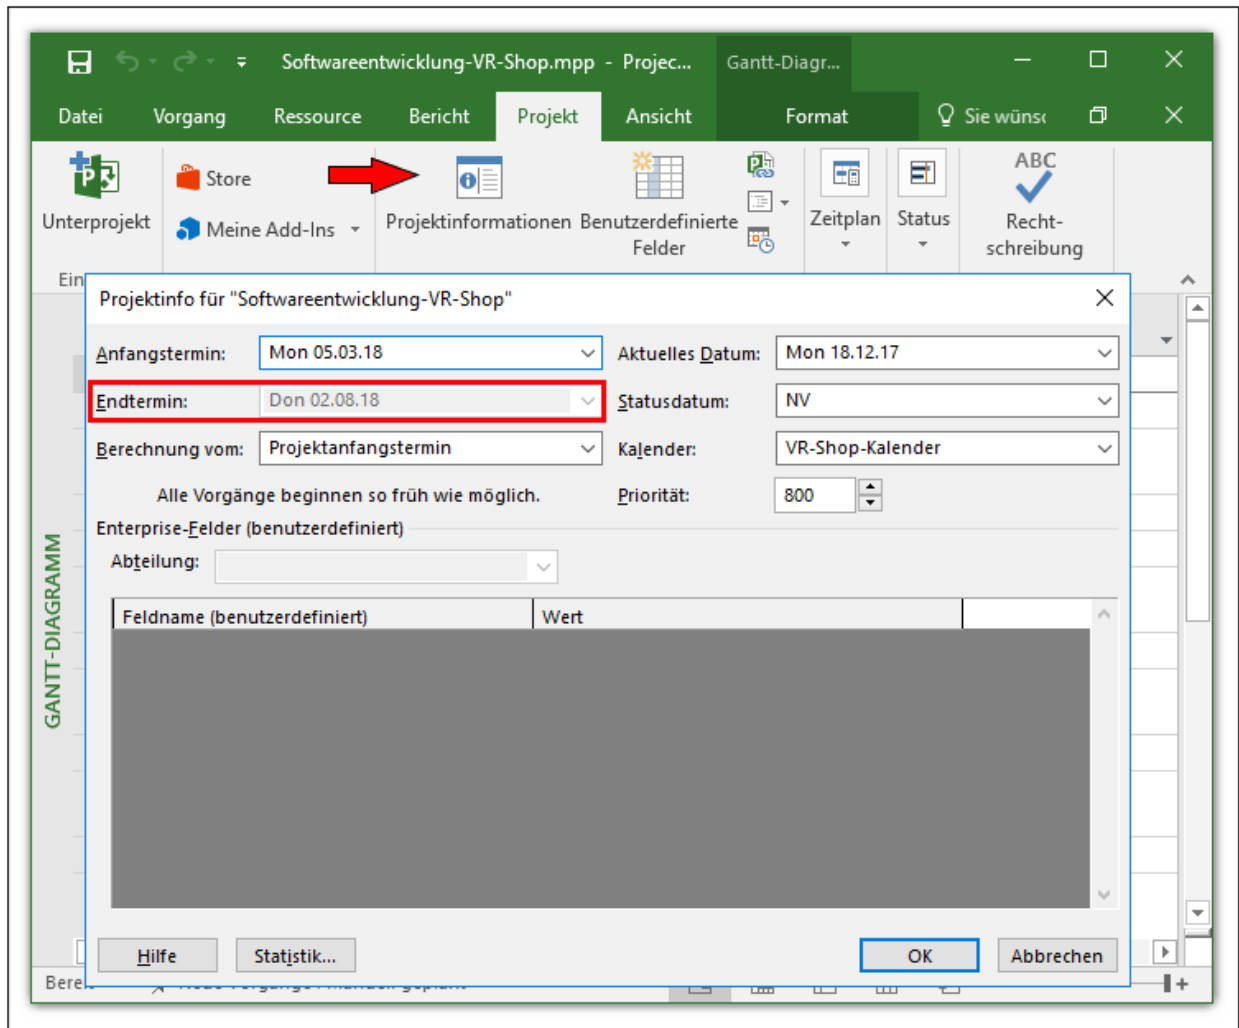 Softwareentwicklung-VR-Shop.mpp - Projec...
Gantt-Diagr...
Datei
Vorgang
Ressource
Bericht
Projekt
Ansicht
Format
Sie wüns
Unterprojekt
Store
Meine Add-Ins
Projektinformationen
Benutzerdefinierte
Felder
Zeitplan
Status
ABC
Recht-
schreibung
Ein
Projektinfo für "Softwareentwicklung-VR-Shop"
Anfangstermin: Mon 05.03.18
Aktuelles Datum: Mon 18.12.17
Endtermin: Don 02.08.18
Statusdatum: NV
Berechnung vom: Projektanfangstermin
Kalender: VR-Shop-Kalender
Alle Vorgänge beginnen so früh wie möglich.
Priorität: 800
Enterprise-Felder (benutzerdefiniert)
Abteilung:
Feldname (benutzerdefiniert)
Wert
GANTT-DIAGRAMM
Hilfe
Statistik...
OK
Abbrechen